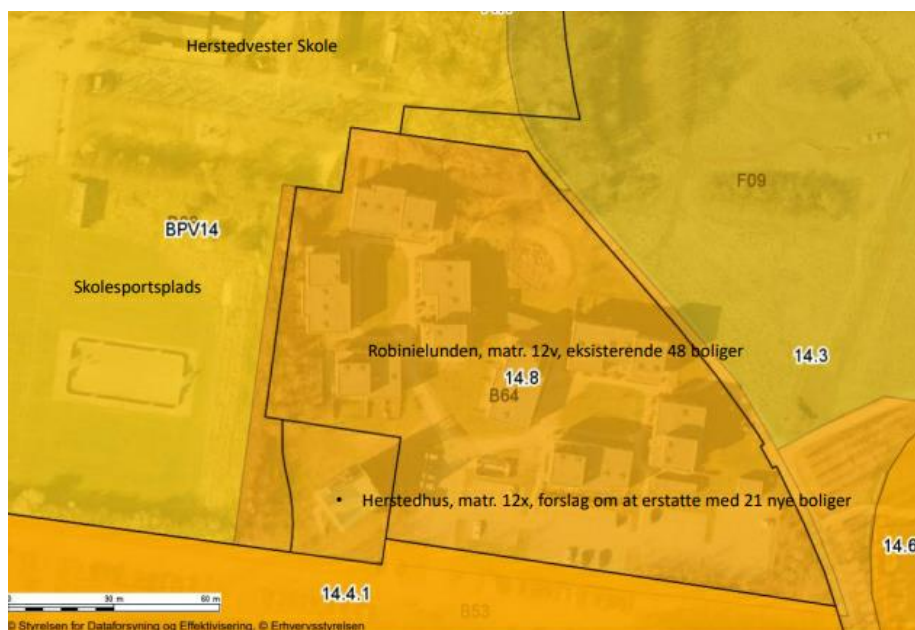 Herstedvester Skole
F09
BPV14
Skolesportsplads
Robinielunden, matr. 12v, eksisterende 48 boliger
14.3
14.8
B64
• Herstedhus, matr. 12x, forslag om at erstatte med 21 nye boliger
14.6
14.4.1
B53
0 30 m 60 m
© Styrelsen for Dataforsyning og Effektivisering, © Erhvervsstyrelsen